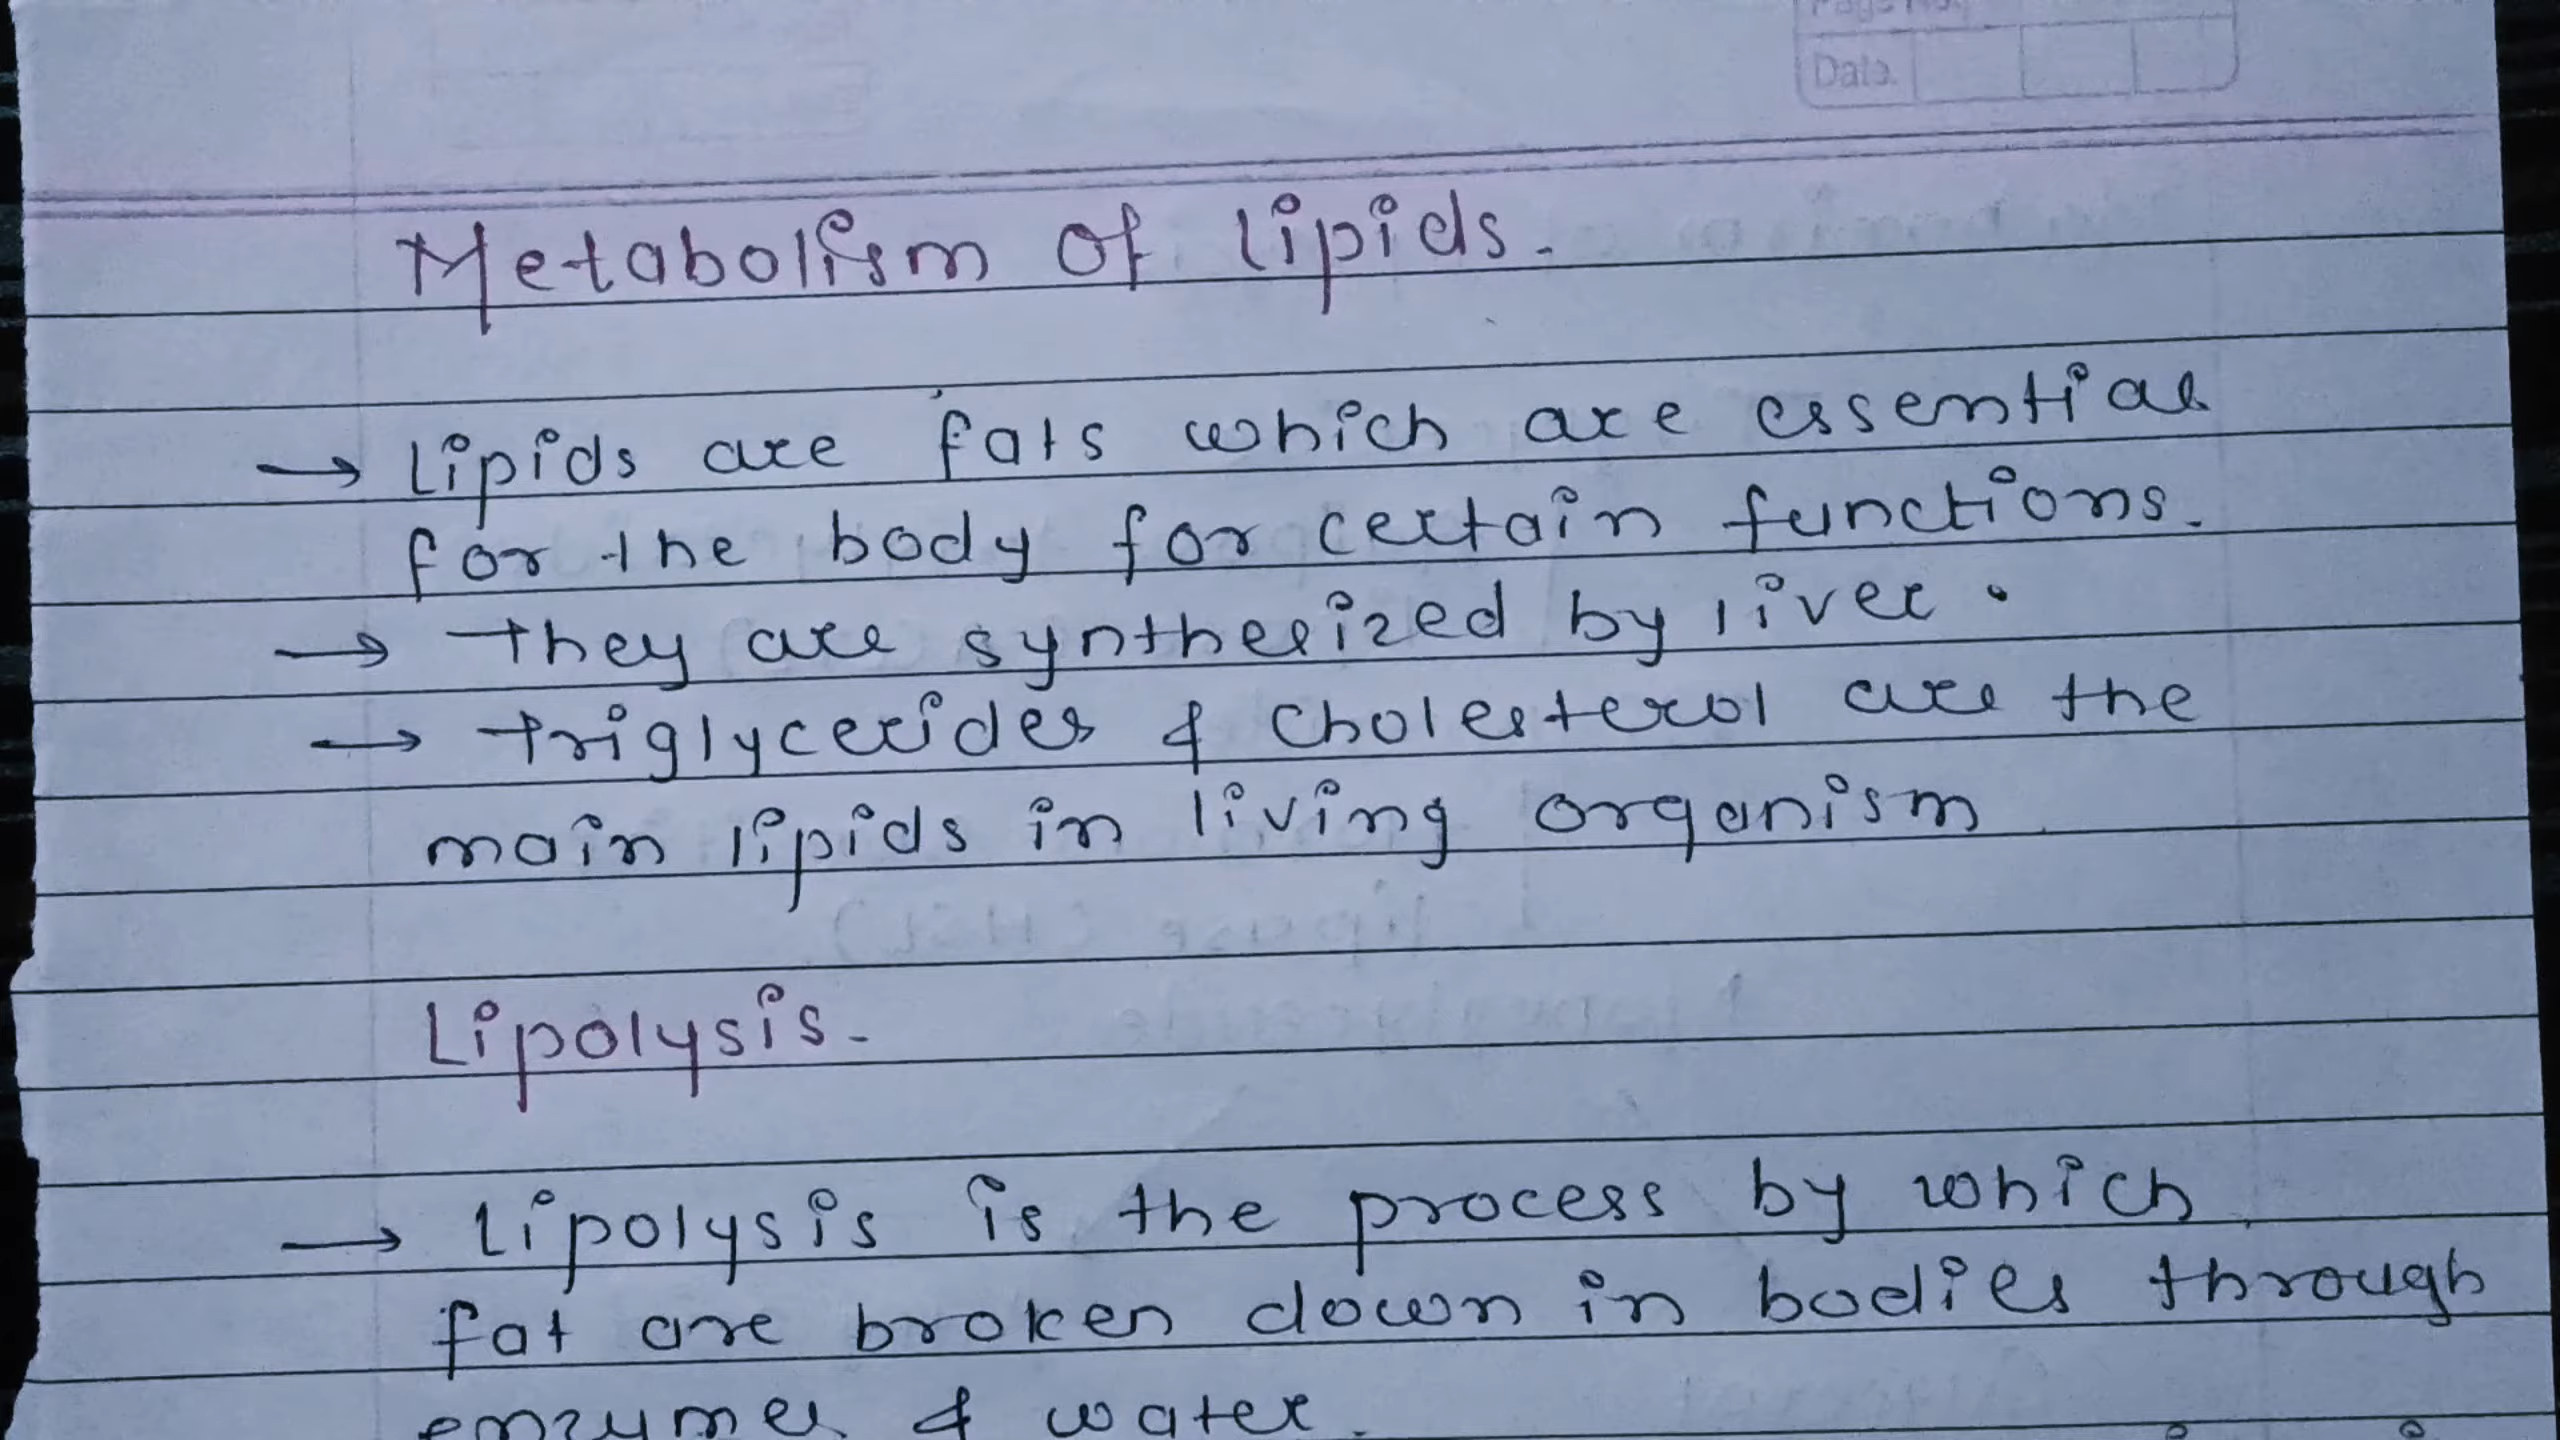 Page No.
Date.
Metabolism of lipids.
→ Lipids are fats which are essential
for the body for certain functions.
→ They are synthesized by liver.
→ Triglycerides & cholesterol are the
main lipids in living organism
Lipolysis.
→ Lipolysis is the process by which
fat are broken down in bodies through
enzymes & water.